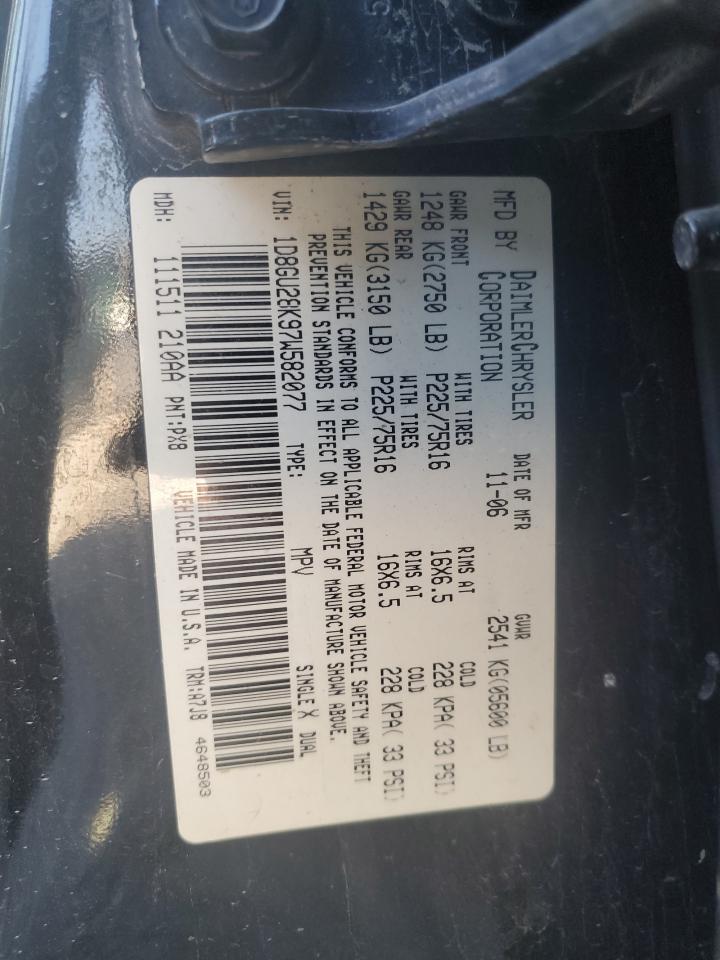 MFD BY DAIMLERCHRYSLER CORPORATION DATE OF MFR 11-06 GVWR 2541 KG(05600 LB)
GAWR FRONT WITH TIRES RIMS AT COLD
1248 KG(2750 LB) P225/75R16 16X6.5 228 KPA( 33 PSI)
GAWR REAR WITH TIRES RIMS AT COLD
1429 KG(3150 LB) P225/75R16 16X6.5 228 KPA( 33 PSI)
THIS VEHICLE CONFORMS TO ALL APPLICABLE FEDERAL MOTOR VEHICLE SAFETY AND THEFT
PREVENTION STANDARDS IN EFFECT ON THE DATE OF MANUFACTURE SHOWN ABOVE.
VIN: 1D8GU28K97W582077 TYPE: MPV SINGLE X DUAL
MDH: 111511 210AA PNT:PX8 VEHICLE MADE IN U.S.A. TRM:A7J8 4648503